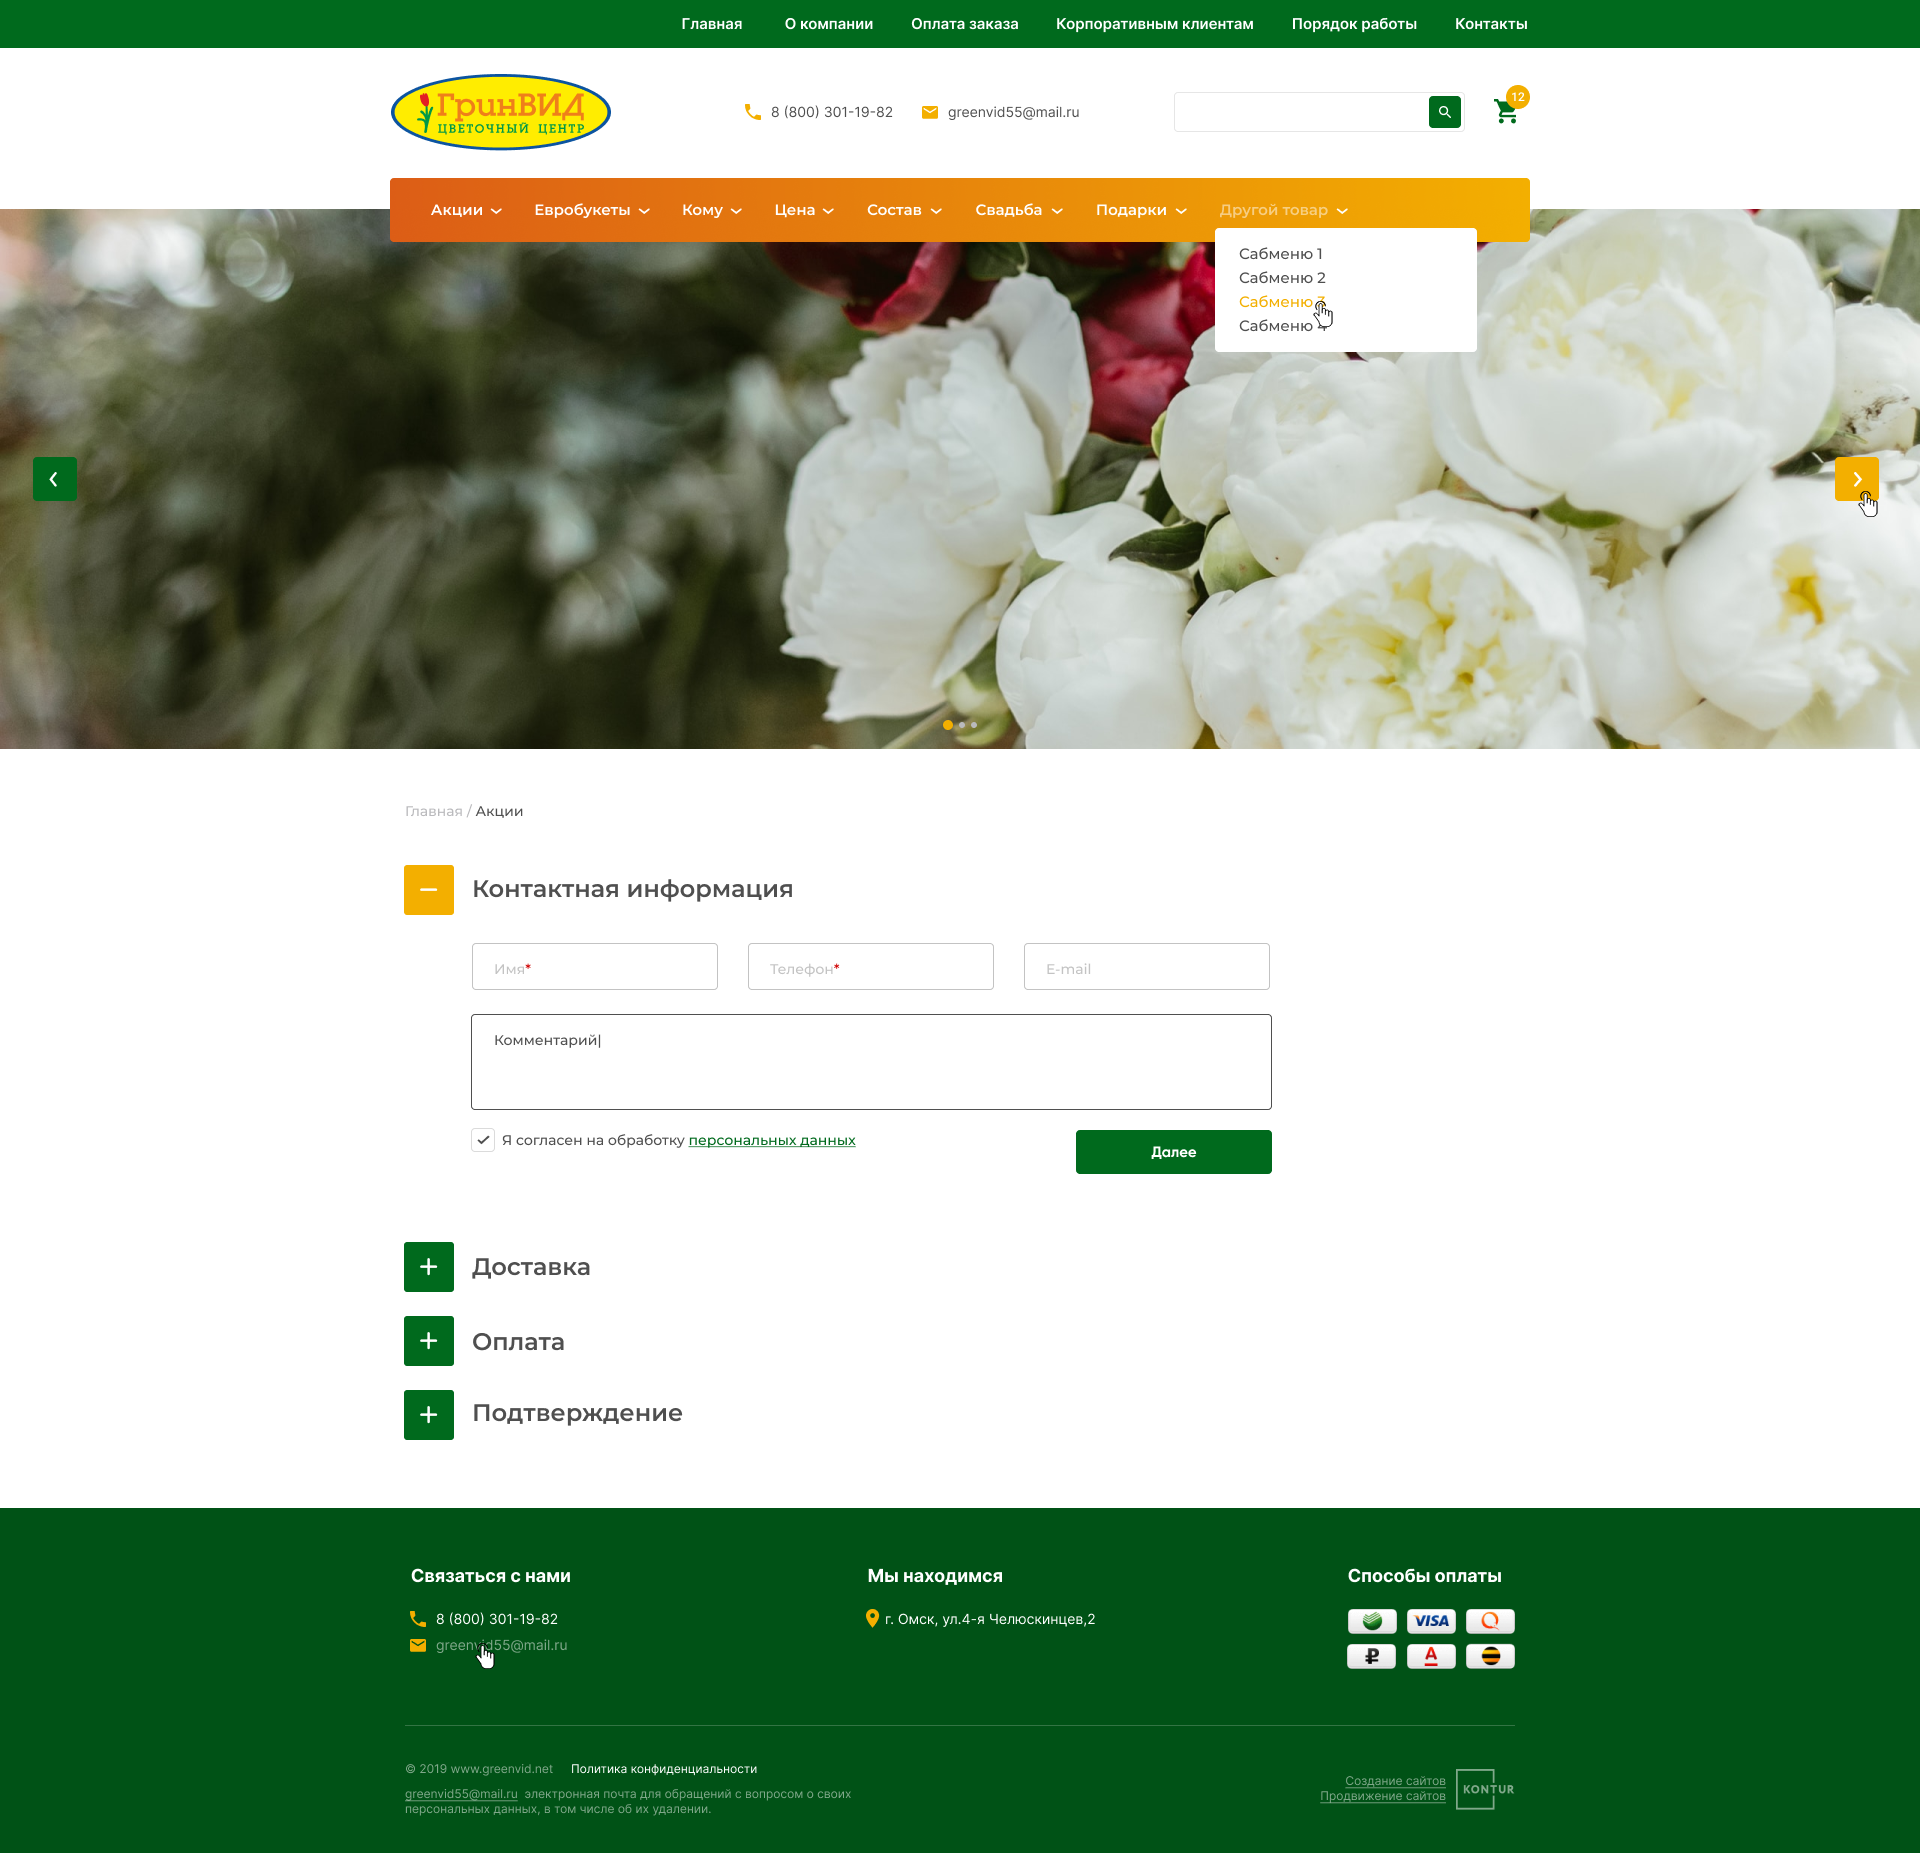 Главная О компании Оплата заказа Корпоративным клиентам Порядок работы Контакты
ГринВИД
ЦВЕТОЧНЫЙ ЦЕНТР
8 (800) 301-19-82 greenvid55@mail.ru
12
Акции Евробукеты Кому Цена Состав Свадьба Подарки Другой товар
Сабменю 1
Сабменю 2
Сабменю 3
Сабменю 4
Главная / Акции
Контактная информация
Имя* Телефон* E-mail
Комментарий|
Я согласен на обработку персональных данных
Далее
Доставка
Оплата
Подтверждение
Связаться с нами Мы находимся Способы оплаты
8 (800) 301-19-82 г. Омск, ул.4-я Челюскинцев,2
VISA
greenvid55@mail.ru
© 2019 www.greenvid.net Политика конфиденциальности
greenvid55@mail.ru электронная почта для обращений с вопросом о своих
персональных данных, в том числе об их удалении.
Создание сайтов
Продвижение сайтов
KONTUR